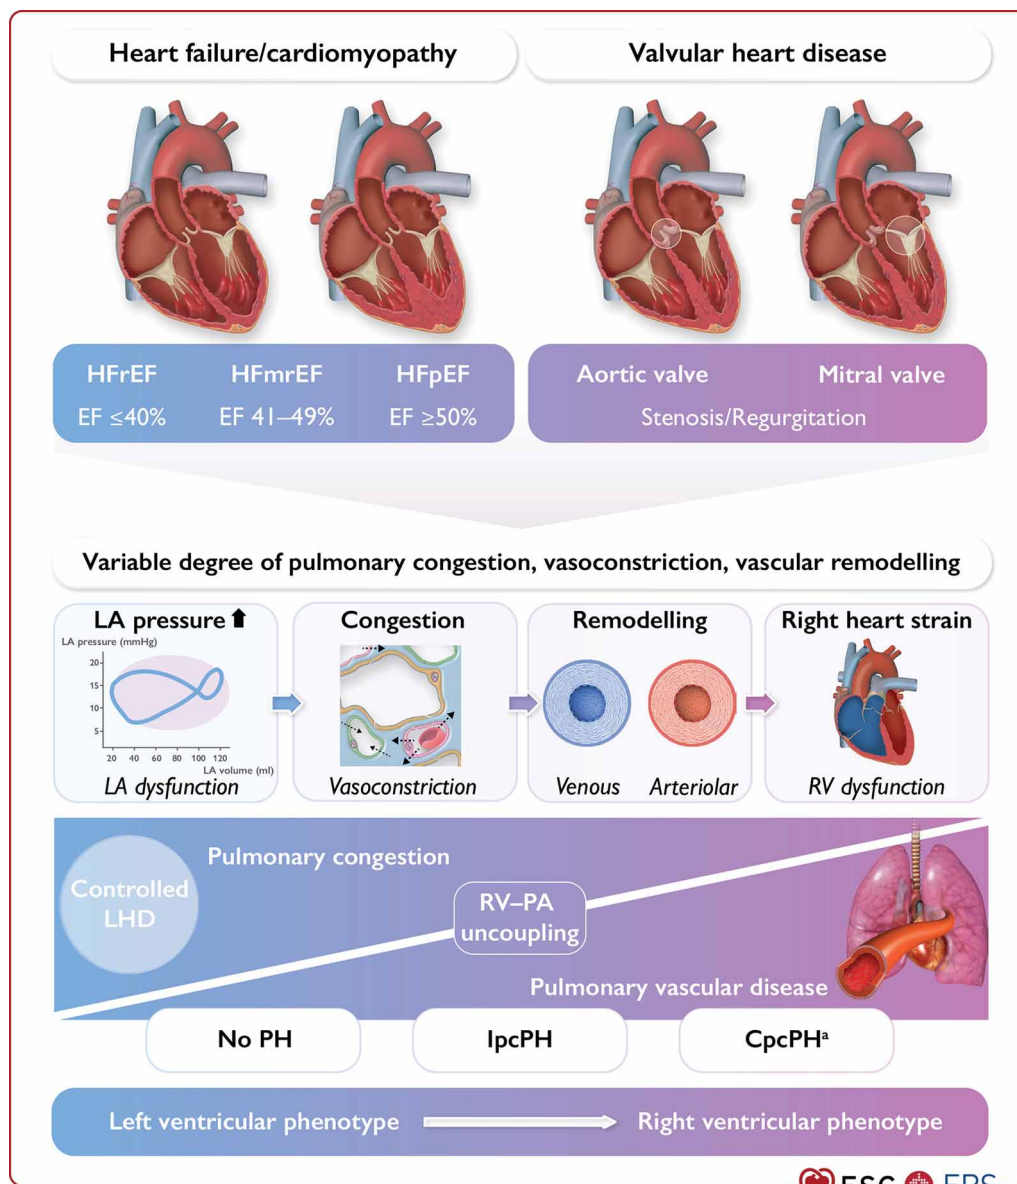 Heart failure/cardiomyopathy
Valvular heart disease
HFrEF
HFmrEF
HFpEF
EF ≤40%
EF 41–49%
EF ≥50%
Aortic valve
Mitral valve
Stenosis/Regurgitation
Variable degree of pulmonary congestion, vasoconstriction, vascular remodelling
LA pressure
LA pressure (mmHg)
20
15
10
5
20 40 60 80 100 120
LA volume (ml)
LA dysfunction
Congestion
Vasoconstriction
Remodelling
Venous
Arteriolar
Right heart strain
RV dysfunction
Pulmonary congestion
Controlled
LHD
RV–PA
uncoupling
Pulmonary vascular disease
No PH
IpcPH
CpcPHᵃ
Left ventricular phenotype
Right ventricular phenotype
ESC
ERS